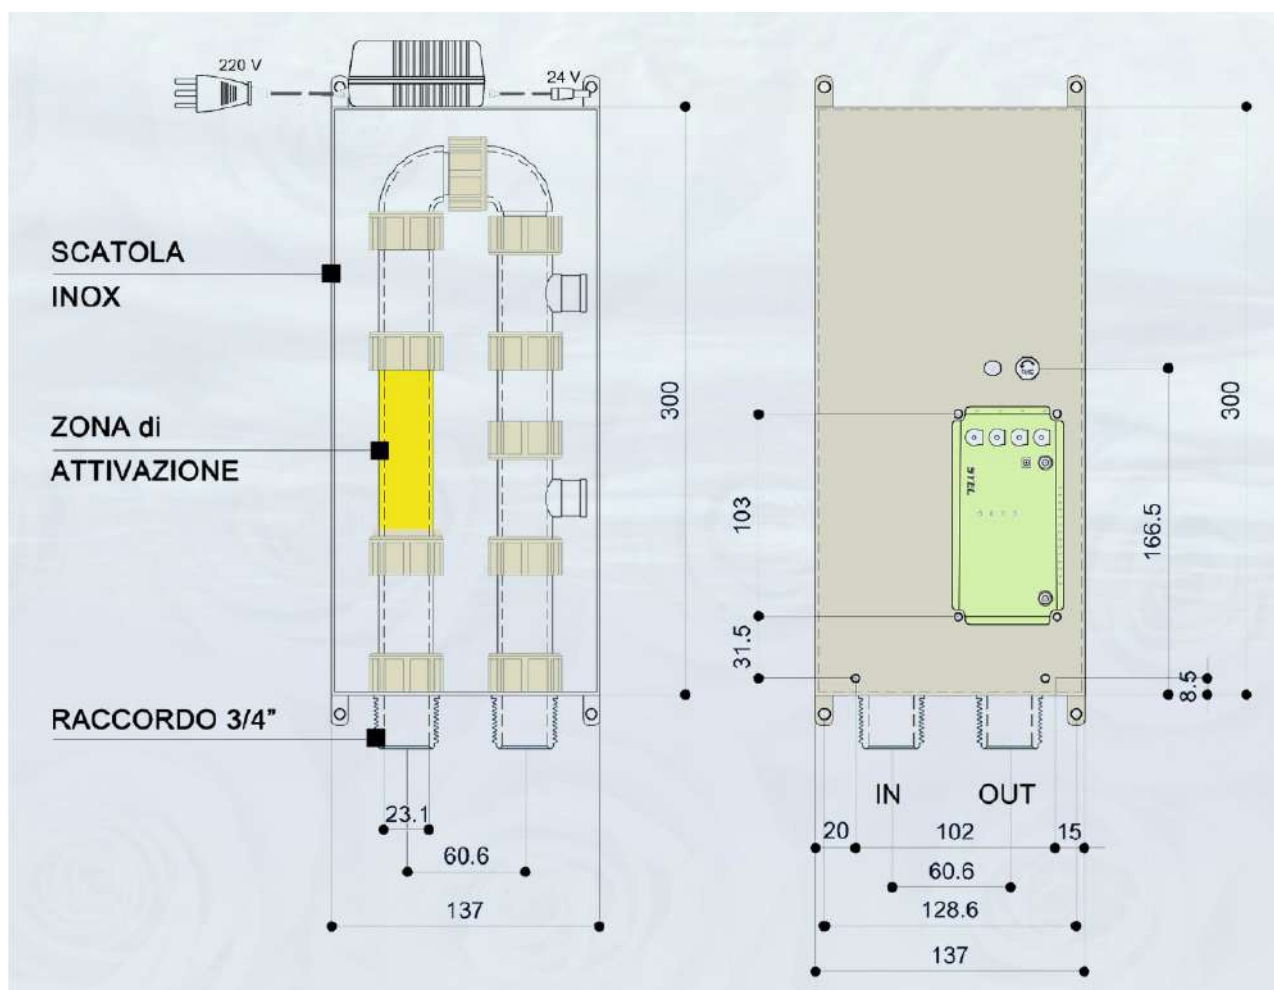 220 V
24 V
SCATOLA
INOX
ZONA di
ATTIVAZIONE
RACCORDO 3/4”
23.1
60.6
137
300
103
31.5
STEL
166.5
300
8.5
IN
OUT
20
102
15
60.6
128.6
137